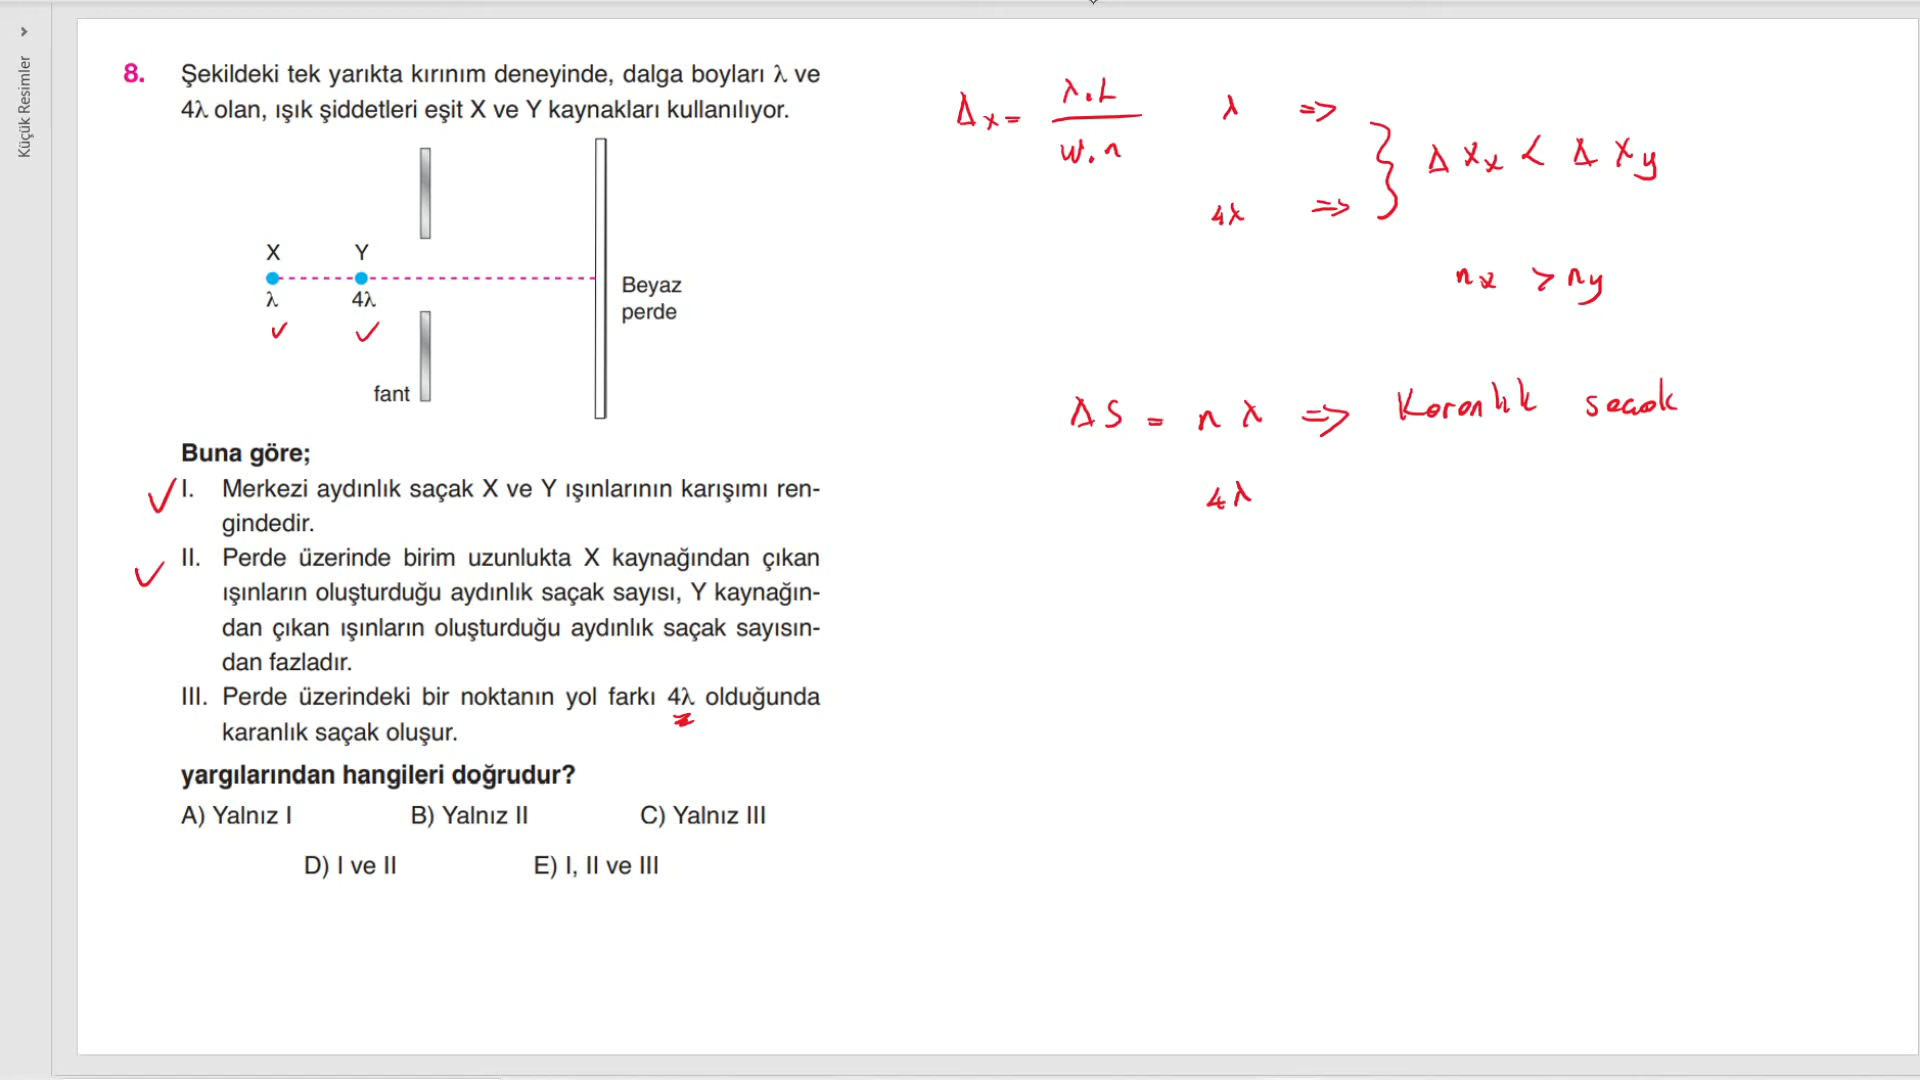 Küçük Resimler
8. Şekildeki tek yarıkta kırınım deneyinde, dalga boyları λ ve
4λ olan, ışık şiddetleri eşit X ve Y kaynakları kullanılıyor.
X Y
λ 4λ
Beyaz
perde
fant
Buna göre;
I. Merkezi aydınlık saçak X ve Y ışınlarının karışımı ren-
gindedir.
II. Perde üzerinde birim uzunlukta X kaynağından çıkan
ışınların oluşturduğu aydınlık saçak sayısı, Y kaynağın-
dan çıkan ışınların oluşturduğu aydınlık saçak sayısın-
dan fazladır.
III. Perde üzerindeki bir noktanın yol farkı 4λ olduğunda
karanlık saçak oluşur.
yargılarından hangileri doğrudur?
A) Yalnız I B) Yalnız II C) Yalnız III
D) I ve II E) I, II ve III
Δx = λ.L
w.n
λ =>
4λ =>
} Δxx < Δxy
nx > ny
ΔS = nλ => Karanlık saçak
4λ